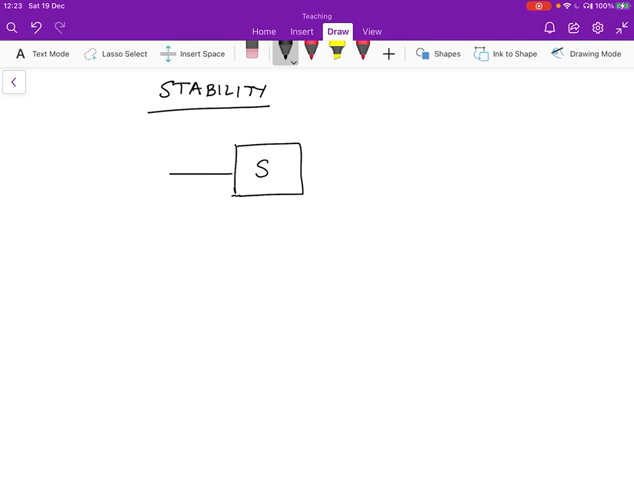 12:23 Sat 19 Dec 100%
Teaching
Home Insert Draw View
A Text Mode Lasso Select Insert Space Shapes Ink to Shape Drawing Mode
STABILITY
S